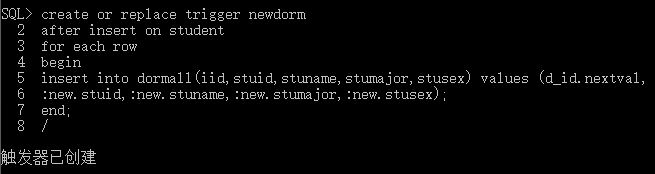 SQL> create or replace trigger newdorm
2 after insert on student
3 for each row
4 begin
5 insert into dormall(iid,stuid,stuname,stumajor,stusex) values (d_id.nextval,
6 :new.stuid,:new.stuname,:new.stumajor,:new.stusex);
7 end;
8 /
触发器已创建